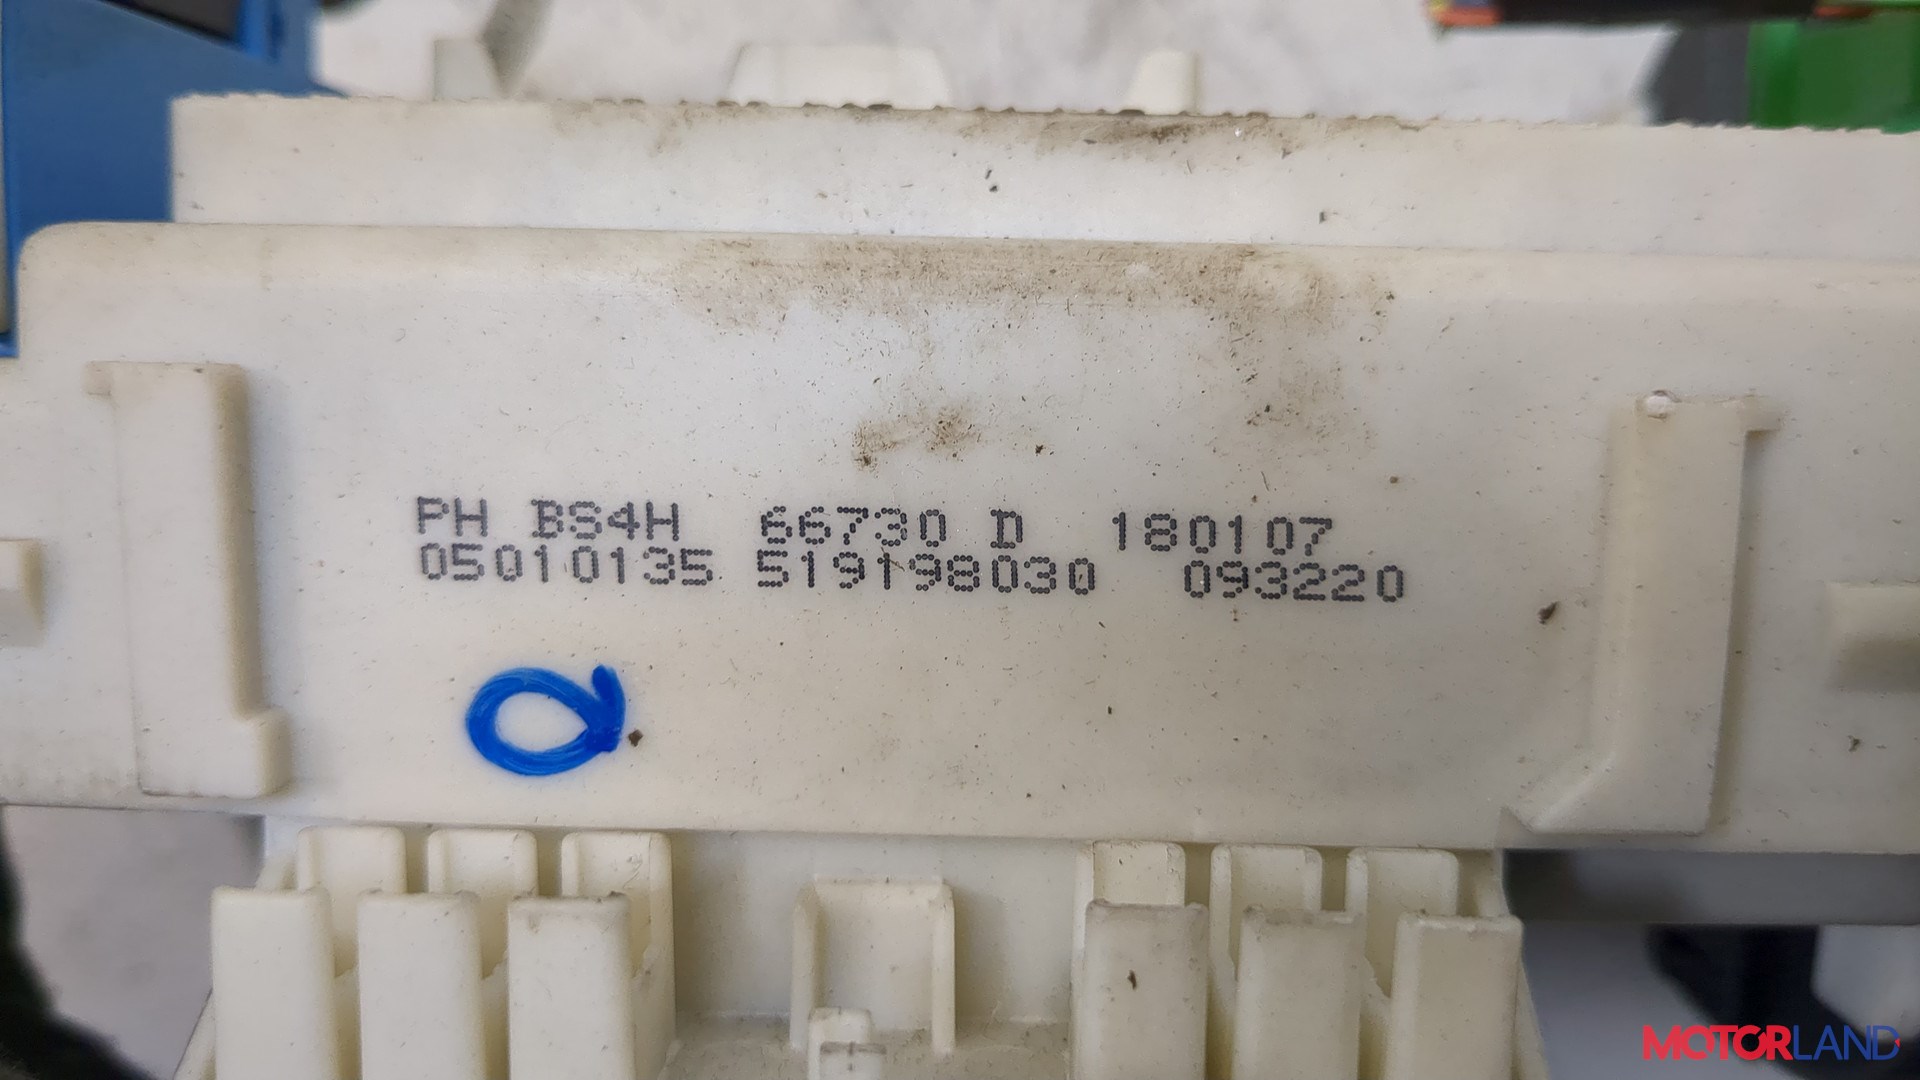 PH BS4H 66730 D 180107
05010135 519198030 093220
MOTORLAND